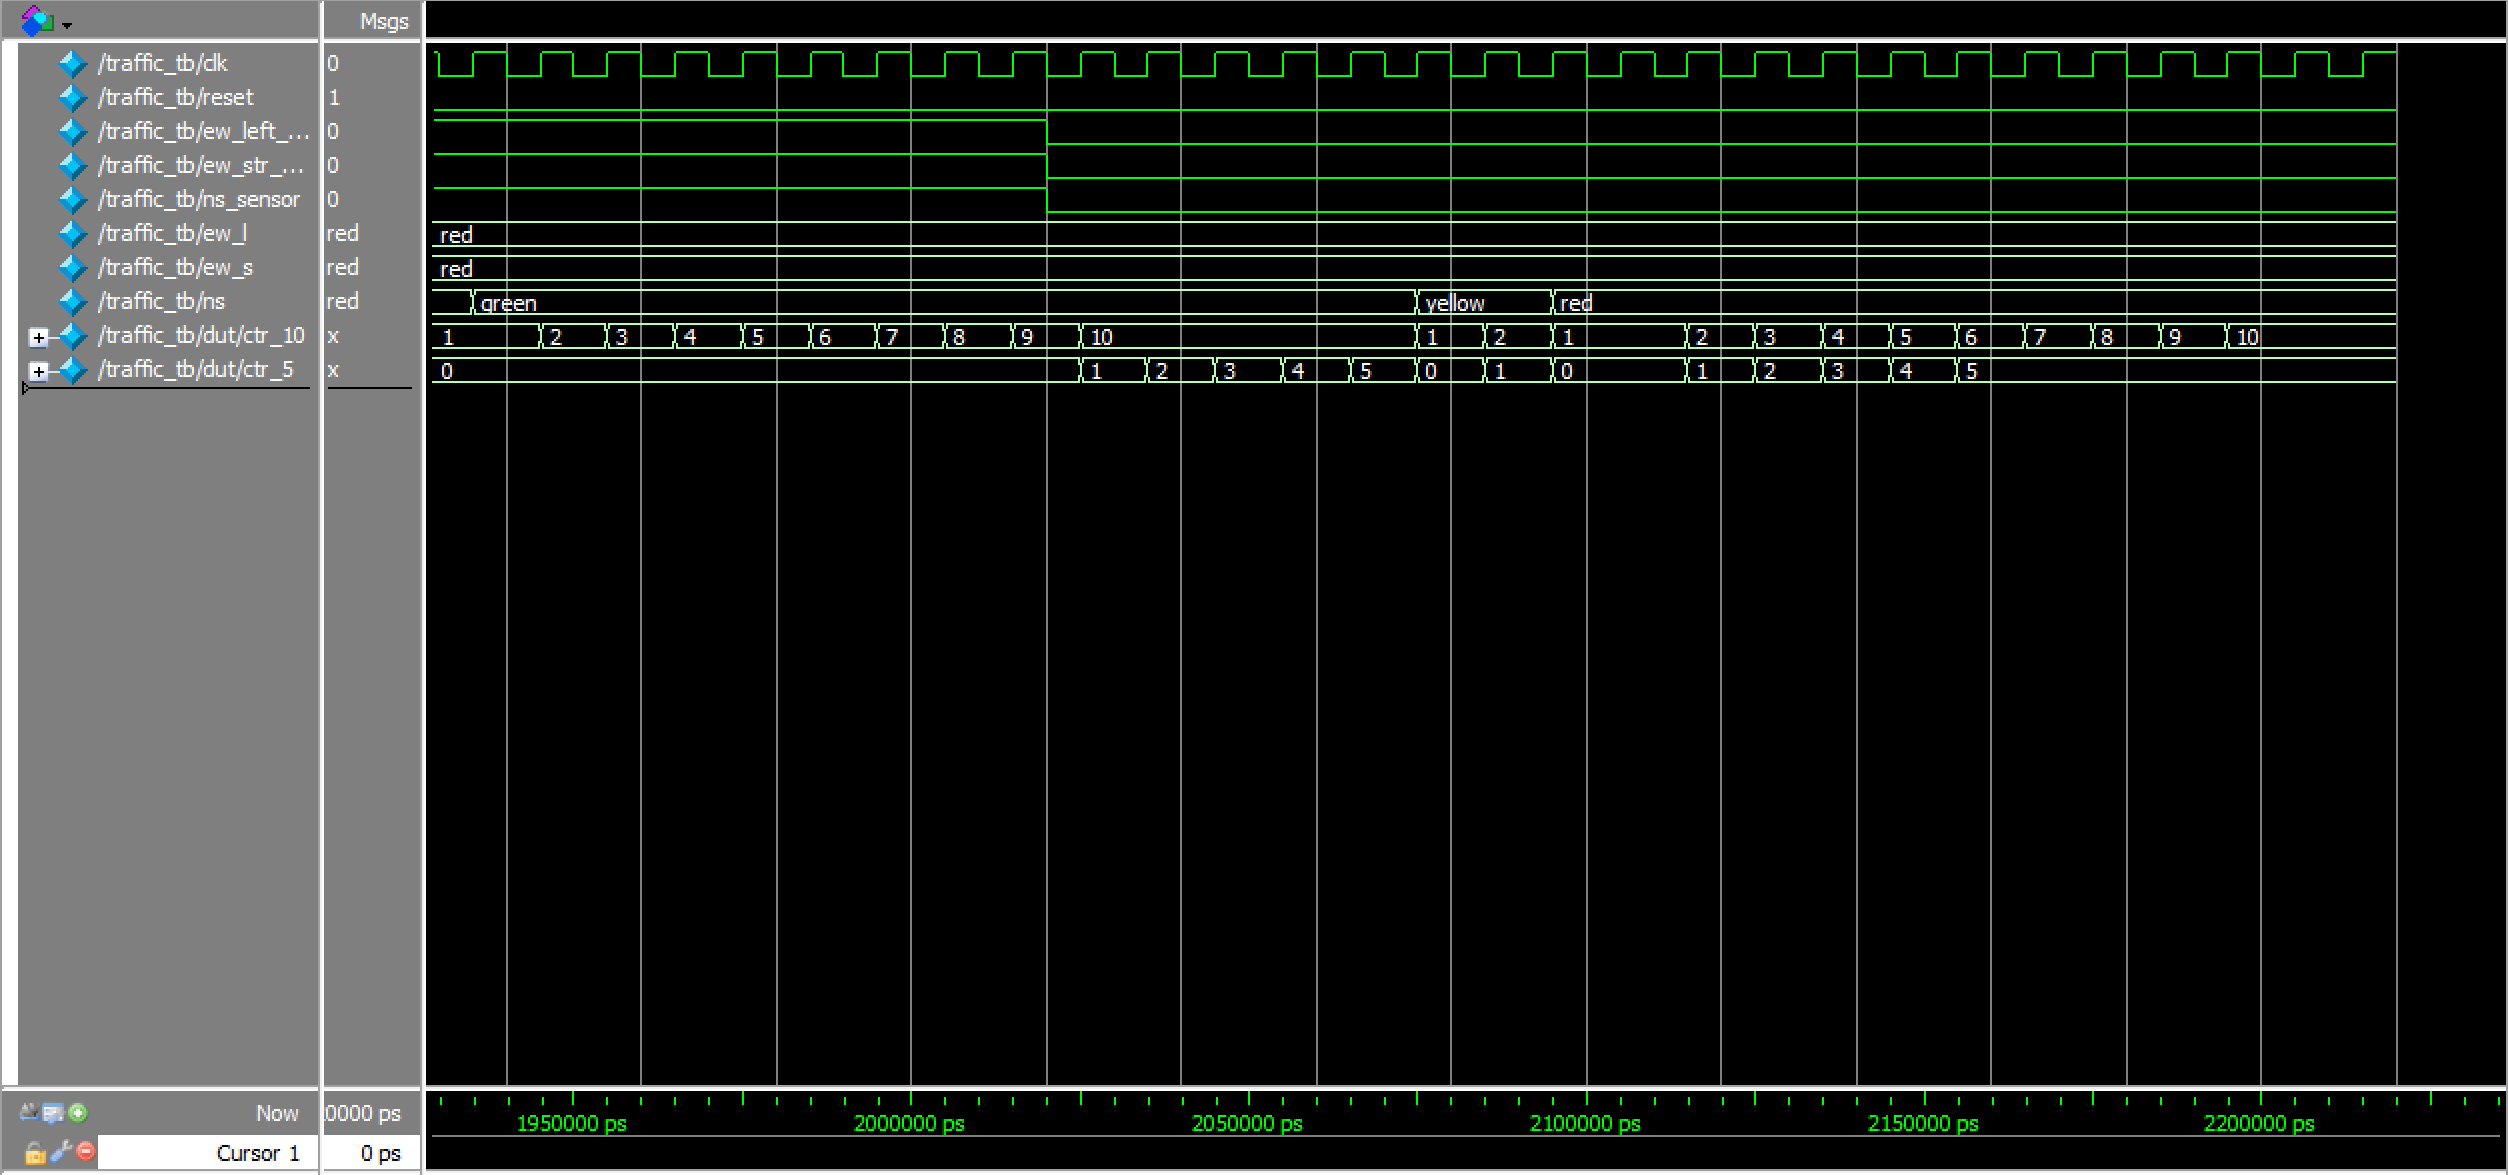 Msgs
/traffic_tb/clk 0
/traffic_tb/reset 1
/traffic_tb/ew_left_... 0
/traffic_tb/ew_str_... 0
/traffic_tb/ns_sensor 0
/traffic_tb/ew_l red red
/traffic_tb/ew_s red red
/traffic_tb/ns red green yellow red
/traffic_tb/dut/ctr_10 x 1 2 3 4 5 6 7 8 9 10 1 2 1 2 3 4 5 6 7 8 9 10
/traffic_tb/dut/ctr_5 x 0 1 2 3 4 5 0 1 0 1 2 3 4 5
Now 0000 ps 1950000 ps 2000000 ps 2050000 ps 2100000 ps 2150000 ps 2200000 ps
Cursor 1 0 ps